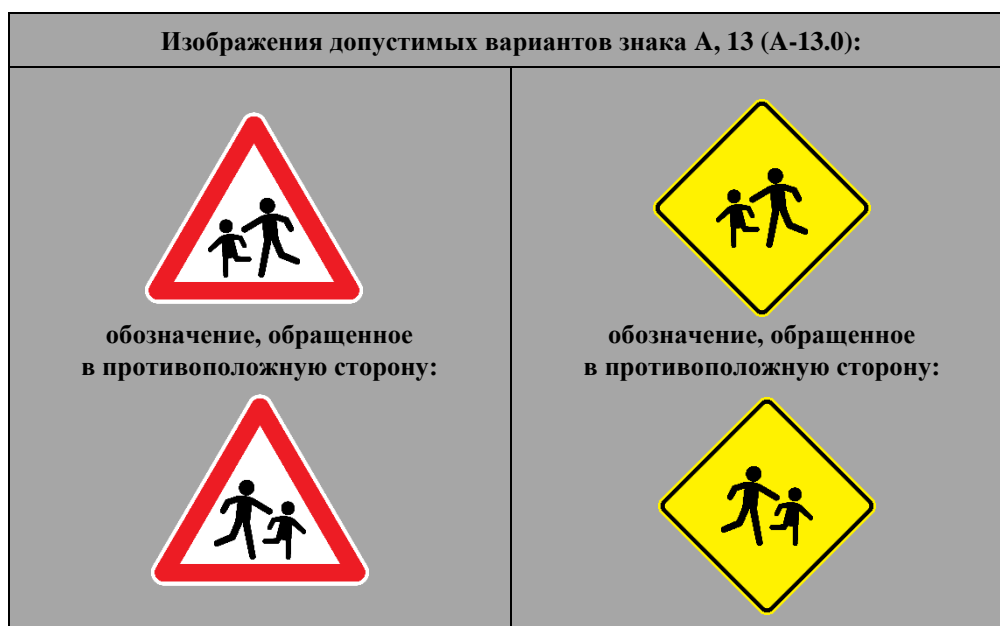 Изображения допустимых вариантов знака A, 13 (A-13.0):
обозначение, обращенное
в противоположную сторону:
обозначение, обращенное
в противоположную сторону: